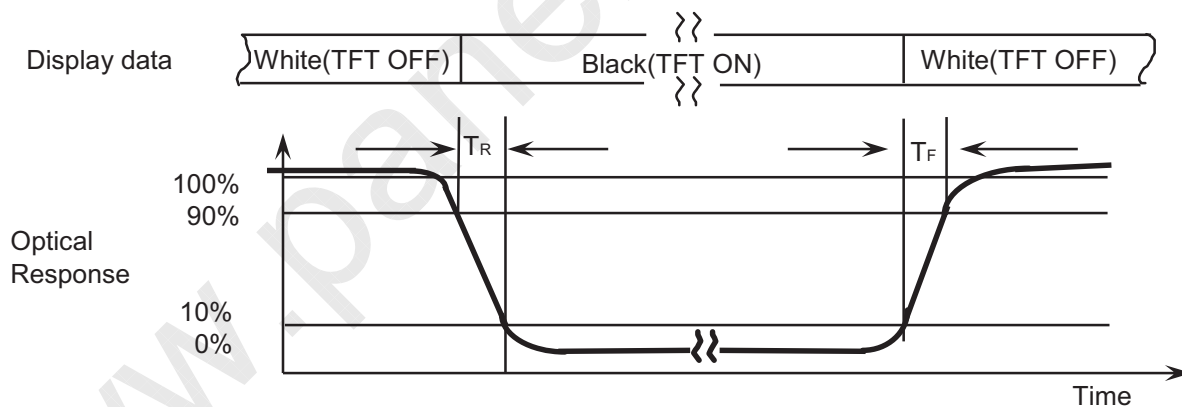 Display data
White(TFT OFF)
Black(TFT ON)
White(TFT OFF)
TR
TF
100%
90%
Optical
Response
10%
0%
Time
w.pane